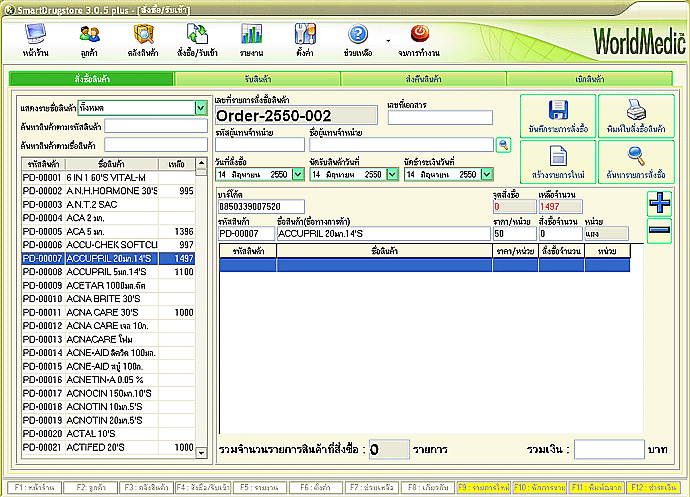 SmartDrugstore 3.0.5 plus - [สั่งซื้อ/รับเข้า]
หน้าร้าน ลูกค้า คลังสินค้า สั่งซื้อ/รับเข้า รายงาน ตั้งค่า ช่วยเหลือ จบการทำงาน
WorldMedic
สั่งซื้อสินค้า รับสินค้า ส่งคืนสินค้า เบิกสินค้า
แสดงรายชื่อสินค้า ทั้งหมด
ค้นหาสินค้าตามรหัสสินค้า
ค้นหาสินค้าตามชื่อสินค้า
รหัสสินค้า ชื่อสินค้า เหลือ
PD-00001 6 IN 1 60'S VITAL-M
PD-00002 A.N.H.HORMONE 30'S 995
PD-00003 A.N.T.2 SAC
PD-00004 ACA 2 มก.
PD-00005 ACA 5 มก. 1396
PD-00006 ACCU-CHEK SOFTCLI 997
PD-00007 ACCUPRIL 20มก.14'S 1497
PD-00008 ACCUPRIL 5มก.14'S 1100
PD-00009 ACETAR 1000มล.ฉีด
PD-00010 ACNA BRITE 30'S
PD-00011 ACNA CARE 30'S 1000
PD-00012 ACNA CARE เจล 10ก.
PD-00013 ACNACARE โฟม
PD-00014 ACNE-AID ลิควิด 100มล.
PD-00015 ACNE-AID สบู่ 100ก.
PD-00016 ACNETIN-A 0.05 %
PD-00017 ACNOCIN 150มก.10'S
PD-00018 ACNOTIN 10มก.5'S
PD-00019 ACNOTIN 20มก.5'S
PD-00020 ACTAL 10'S
PD-00021 ACTIFED 20'S 1000
เลขที่รายการสั่งซื้อสินค้า
Order-2550-002
เลขที่เอกสาร
รหัสผู้แทนจำหน่าย ชื่อผู้แทนจำหน่าย
วันที่สั่งซื้อ นัดรับสินค้าวันที่ นัดชำระเงินวันที่
14 มิถุนายน 2550 14 มิถุนายน 2550 14 มิถุนายน 2550
บันทึกรายการสั่งซื้อ พิมพ์ใบสั่งซื้อสินค้า
สร้างรายการใหม่ ค้นหารายการสั่งซื้อ
บาร์โค้ด จุดสั่งซื้อ เหลือจำนวน
8850339007520 0 1497
รหัสสินค้า ชื่อสินค้า(ชื่อทางการค้า) ราคา/หน่วย สั่งซื้อจำนวน หน่วย
PD-00007 ACCUPRIL 20มก.14'S 50 0 แผง
รหัสสินค้า ชื่อสินค้า ราคา/หน่วย สั่งซื้อจำนวน หน่วย
รวมจำนวนรายการสินค้าที่สั่งซื้อ : 0 รายการ รวมเงิน : บาท
F1 : หน้าร้าน F2 : ลูกค้า F3 : คลังสินค้า F4 : สั่งซื้อ/รับเข้า F5 : รายงาน F6 : ตั้งค่า F7 : ช่วยเหลือ F8 : เกี่ยวกับ F9 : รายการใหม่ F10 : พักการขาย F11 : พิมพ์ฉลาก F12 : ชำระเงิน